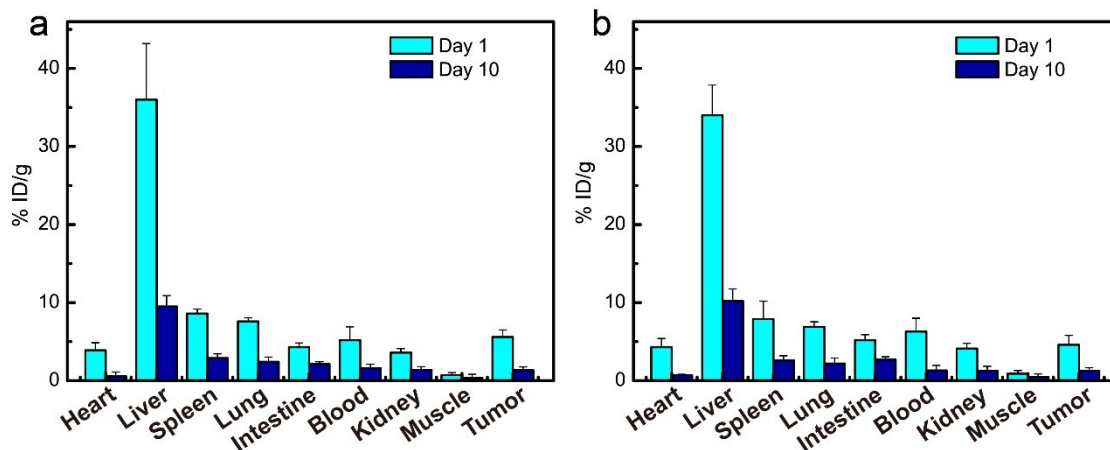 a
Day 1
Day 10
% ID/g
40
30
20
10
0
Heart
Liver
Spleen
Lung
Intestine
Blood
Kidney
Muscle
Tumor
b
Day 1
Day 10
% ID/g
40
30
20
10
0
Heart
Liver
Spleen
Lung
Intestine
Blood
Kidney
Muscle
Tumor